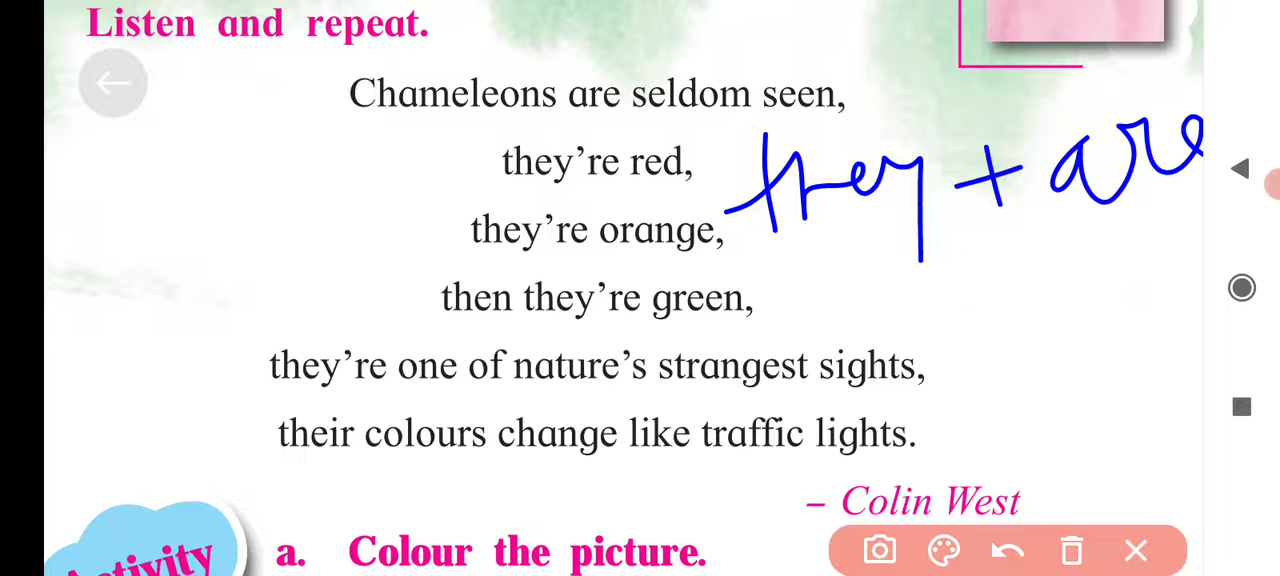 Listen and repeat.
Chameleons are seldom seen,
they're red,
they + are
they're orange,
then they're green,
they're one of nature's strangest sights,
their colours change like traffic lights.
– Colin West
Activity
a. Colour the picture.